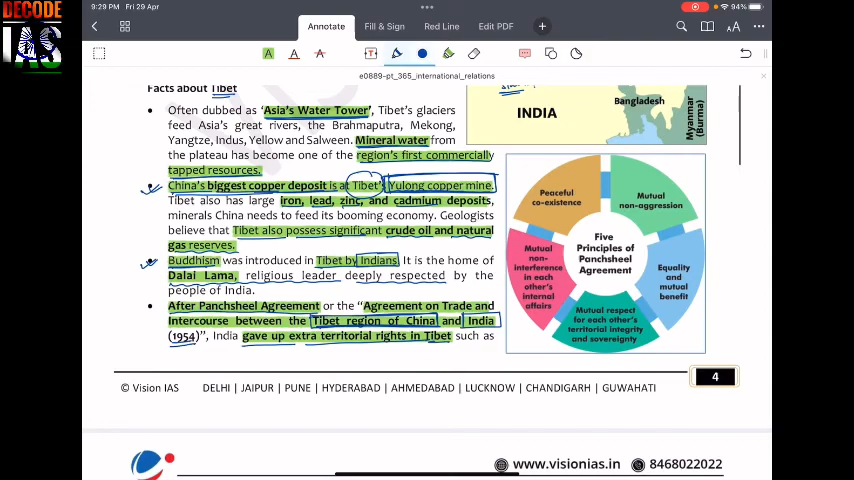 DECODE
IAS
9:29 PM Fri 29 Apr
94%
Annotate
Fill & Sign
Red Line
Edit PDF
e0889-pt_365_international_relations
Facts about Tibet
• Often dubbed as 'Asia's Water Tower', Tibet's glaciers
feed Asia's great rivers, the Brahmaputra, Mekong,
Yangtze, Indus, Yellow and Salween. Mineral water from
the plateau has become one of the region's first commercially
tapped resources.
• China's biggest copper deposit is at Tibet's Yulong copper mine.
Tibet also has large iron, lead, zinc, and cadmium deposits,
minerals China needs to feed its booming economy. Geologists
believe that Tibet also possess significant crude oil and natural
gas reserves.
• Buddhism was introduced in Tibet by Indians. It is the home of
Dalai Lama, religious leader deeply respected by the
people of India.
• After Panchsheel Agreement or the "Agreement on Trade and
Intercourse between the Tibet region of China and India
(1954)", India gave up extra territorial rights in Tibet such as
INDIA
Bangladesh
Myanmar
(Burma)
Peaceful
co-existence
Mutual
non-aggression
Five
Principles of
Panchsheel
Agreement
Mutual
non-
interference
in each
other's
internal
affairs
Equality
and mutual
benefit
Mutual respect
for each other's
territorial integrity
and sovereignty
© Vision IAS
DELHI | JAIPUR | PUNE | HYDERABAD | AHMEDABAD | LUCKNOW | CHANDIGARH | GUWAHATI
4
www.visionias.in
8468022022